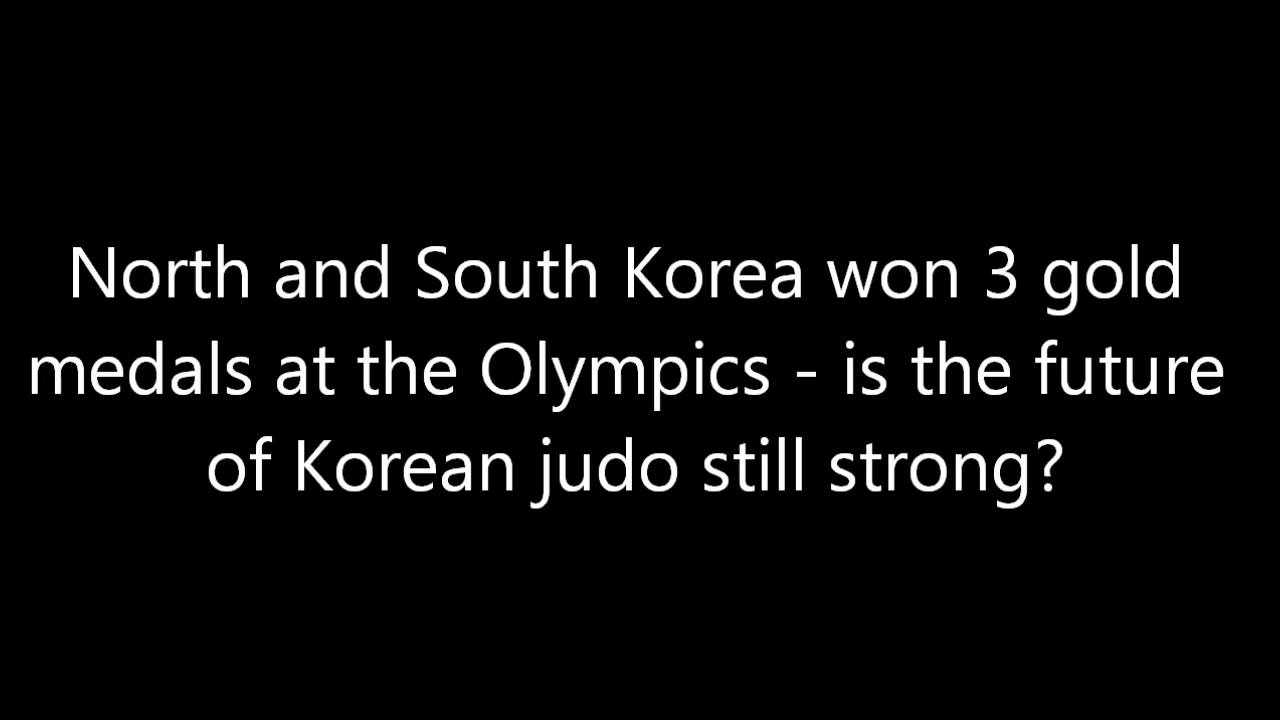 North and South Korea won 3 gold
medals at the Olympics - is the future
of Korean judo still strong?